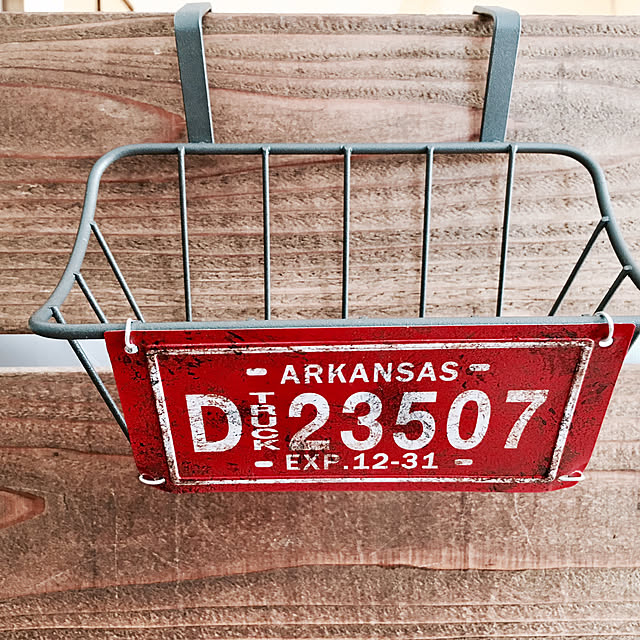 ARKANSAS
D TRUCK 23507
EXP.12-31